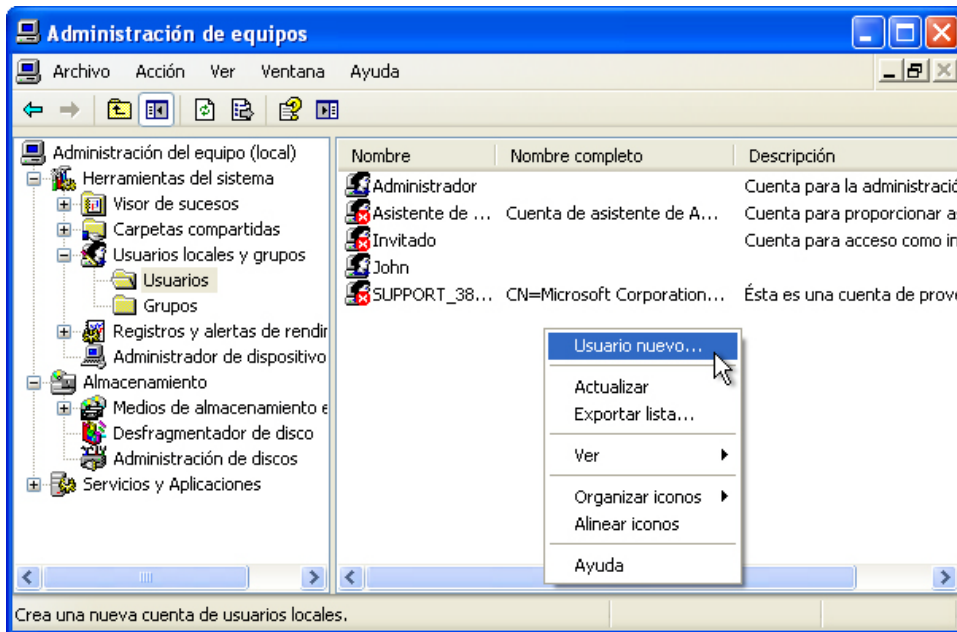 Administración de equipos
Archivo Acción Ver Ventana Ayuda
Administración del equipo (local)
Herramientas del sistema
Visor de sucesos
Carpetas compartidas
Usuarios locales y grupos
Usuarios
Grupos
Registros y alertas de rendir
Administrador de dispositivo
Almacenamiento
Medios de almacenamiento e
Desfragmentador de disco
Administración de discos
Servicios y Aplicaciones
Nombre Nombre completo Descripción
Administrador Cuenta para la administració
Asistente de ... Cuenta de asistente de A... Cuenta para proporcionar a
Invitado Cuenta para acceso como in
John
SUPPORT_38... CN=Microsoft Corporation... Ésta es una cuenta de prov
Usuario nuevo...
Actualizar
Exportar lista...
Ver
Organizar iconos
Alinear iconos
Ayuda
Crea una nueva cuenta de usuarios locales.